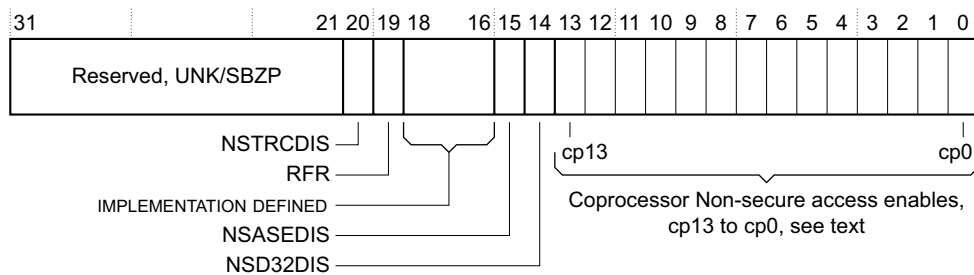 31 21 20 19 18 16 15 14 13 12 11 10 9 8 7 6 5 4 3 2 1 0
Reserved, UNK/SBZP
NSTRCDIS
cp13 cp0
RFR
IMPLEMENTATION DEFINED
Coprocessor Non-secure access enables,
cp13 to cp0, see text
NSASEDIS
NSD32DIS